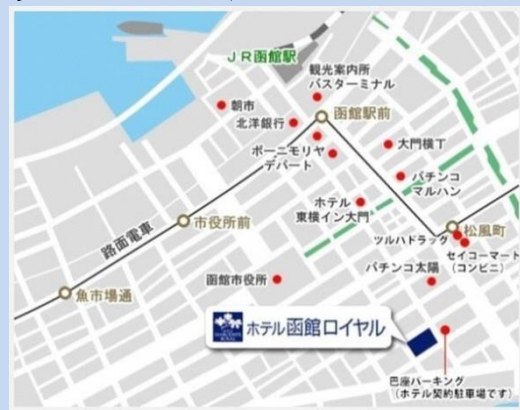 JR函館駅
観光案内所
バスターミナル
朝市
北洋銀行
函館駅前
ボーニモリヤ
デパート
大門横丁
パチンコ
マルハン
ホテル
東横イン大門
市役所前
路面電車
松風町
ツルハドラッグ
セイコーマート
(コンビニ)
函館市役所
パチンコ太陽
魚市場通
ホテル函館ロイヤル
巴座パーキング
(ホテル契約駐車場です)